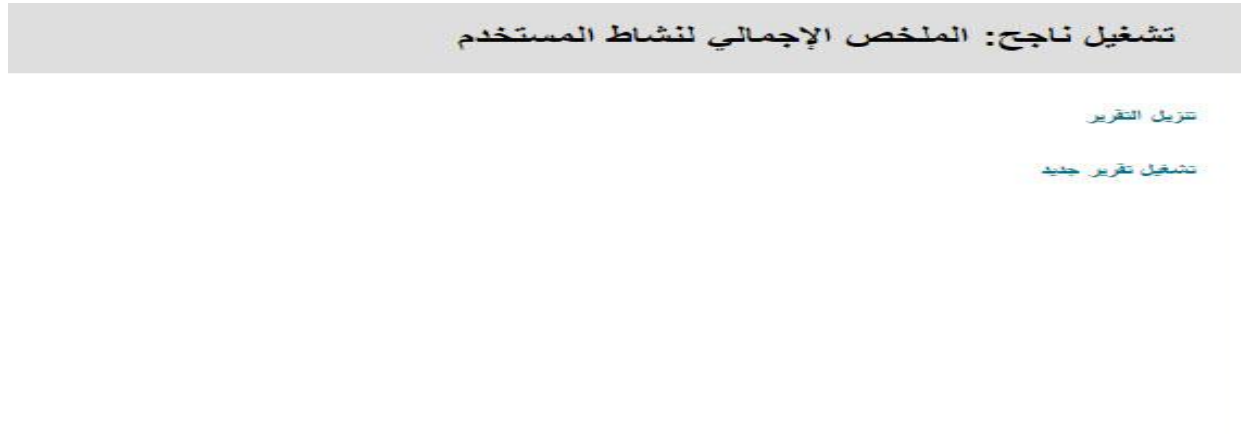 تشغيل ناجح: الملخص الإجمالي لنشاط المستخدم
تنزيل التقرير
تشغيل تقرير جديد